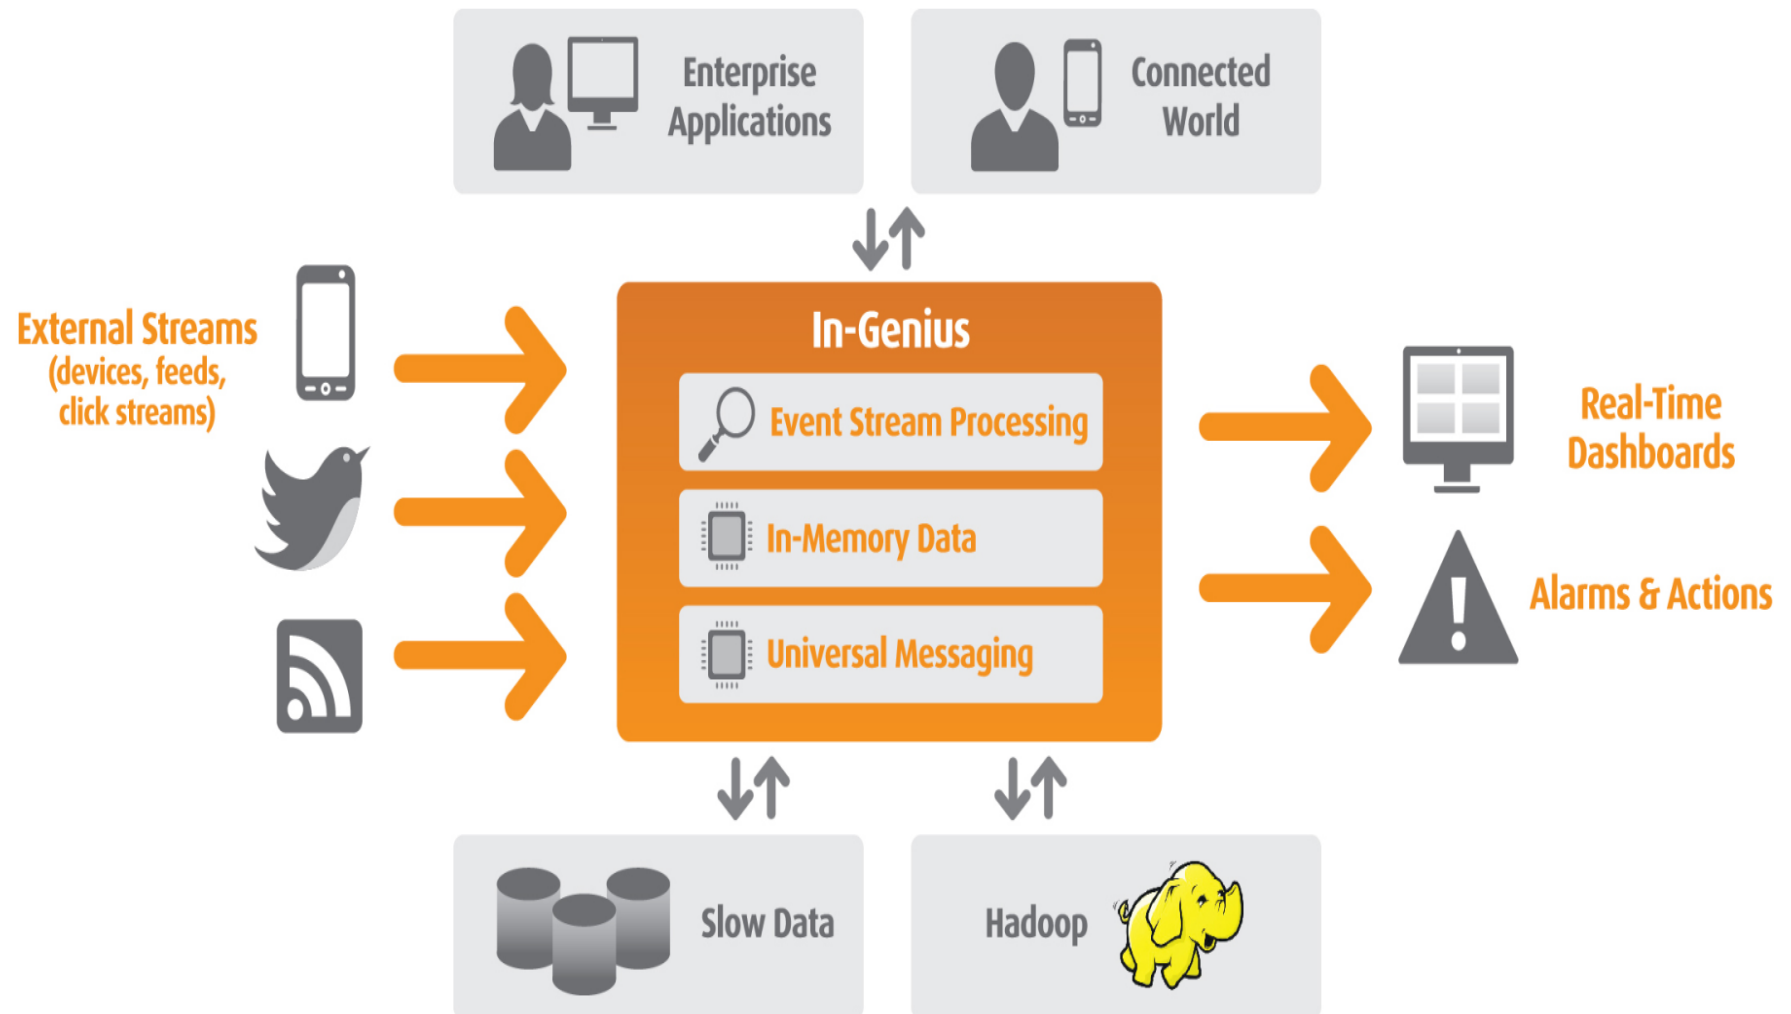 Enterprise
Applications
Connected
World
External Streams
(devices, feeds,
click streams)
In-Genius
Event Stream Processing
In-Memory Data
Universal Messaging
Real-Time
Dashboards
Alarms & Actions
Slow Data
Hadoop